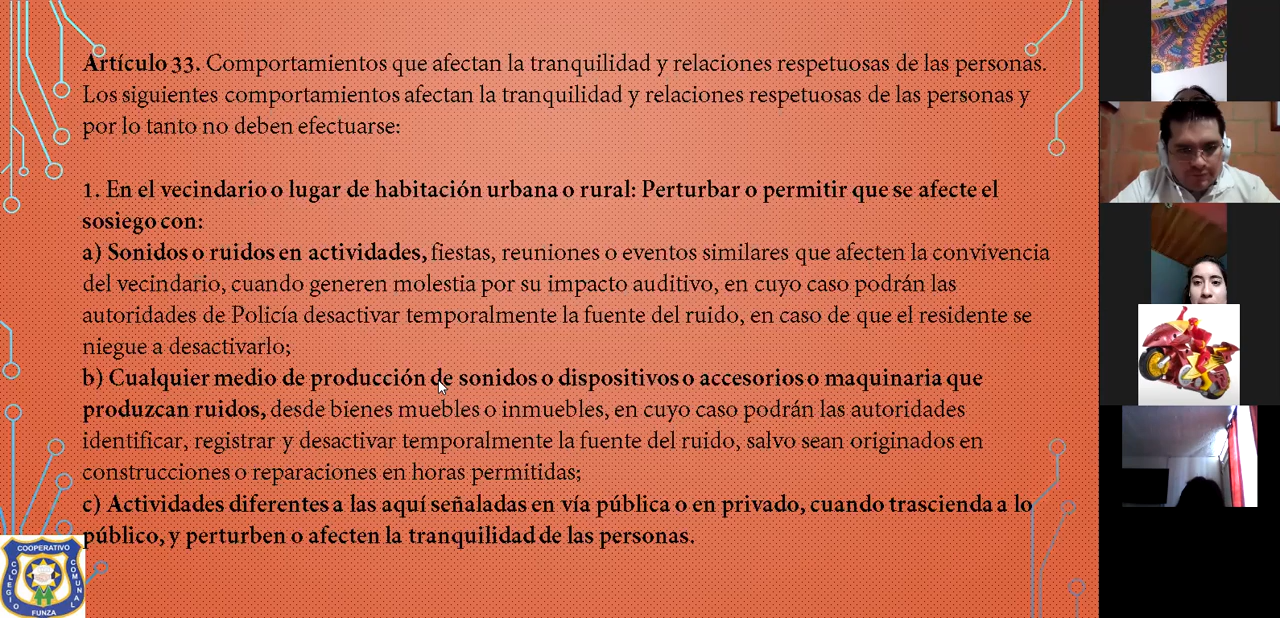 Artículo 33. Comportamientos que afectan la tranquilidad y relaciones respetuosas de las personas.
Los siguientes comportamientos afectan la tranquilidad y relaciones respetuosas de las personas y
por lo tanto no deben efectuarse:
1. En el vecindario o lugar de habitación urbana o rural: Perturbar o permitir que se afecte el
sosiego con:
a) Sonidos o ruidos en actividades, fiestas, reuniones o eventos similares que afecten la convivencia
del vecindario, cuando generen molestia por su impacto auditivo, en cuyo caso podrán las
autoridades de Policía desactivar temporalmente la fuente del ruido, en caso de que el residente se
niegue a desactivarlo;
b) Cualquier medio de producción de sonidos o dispositivos o accesorios o maquinaria que
produzcan ruidos, desde bienes muebles o inmuebles, en cuyo caso podrán las autoridades
identificar, registrar y desactivar temporalmente la fuente del ruido, salvo sean originados en
construcciones o reparaciones en horas permitidas;
c) Actividades diferentes a las aquí señaladas en vía pública o en privado, cuando trascienda a lo
público, y perturben o afecten la tranquilidad de las personas.
COOPERATIVO
COLEGIO
COMUNAL
FUNZA